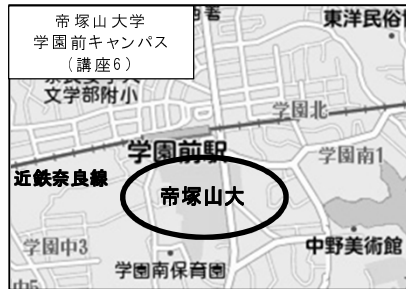 帝塚山大学
学園前キャンパス
（講座6）
東洋民俗
文学部附小
学園北
学園前駅
学園南1
近鉄奈良線
帝塚山大
学園中3
中野美術館
学園南保育園
中5